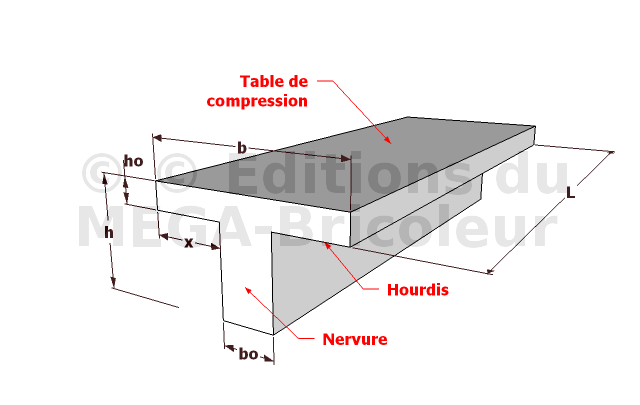 Table de
compression
b
ho
© © Editions du
MEGA-Bricoleur
L
h
x
Hourdis
Nervure
bo